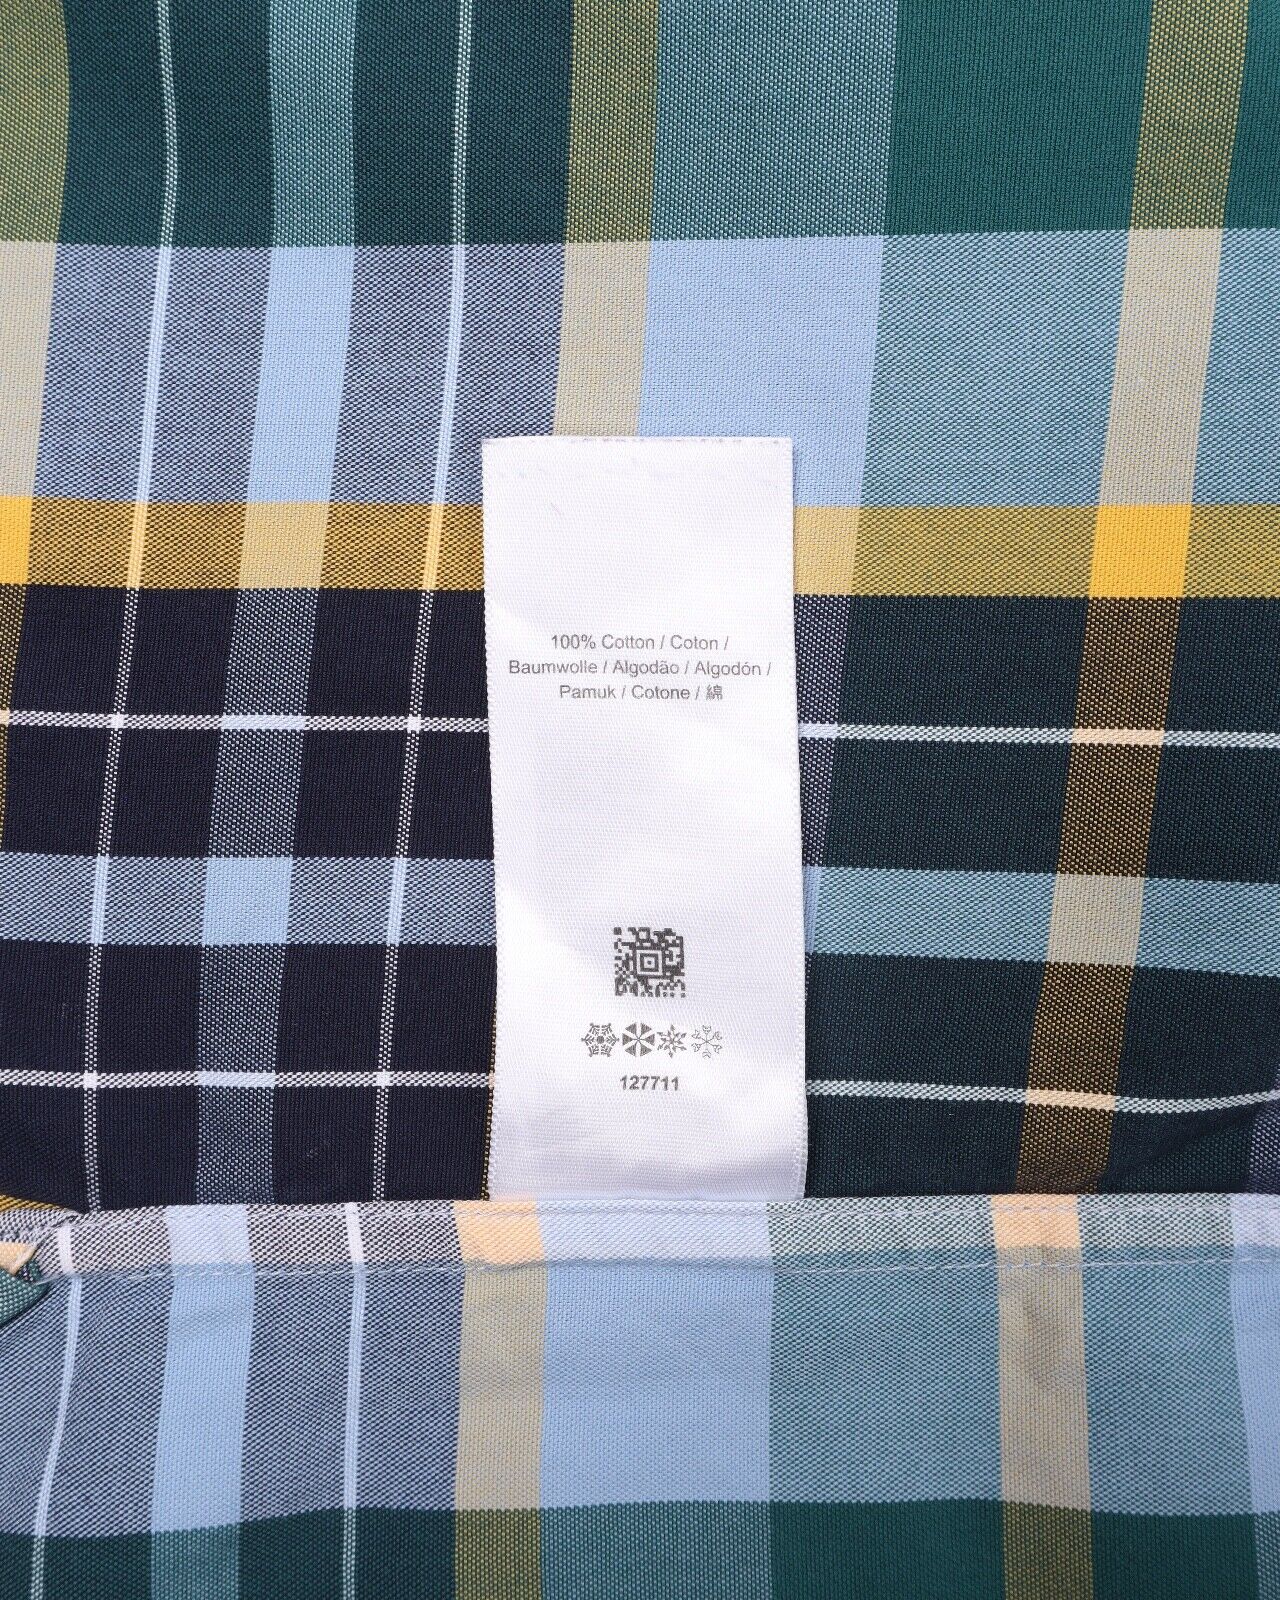 100% Cotton / Coton /
Baumwolle / Algodão / Algodón /
Pamuk / Cotone / 綿
127711